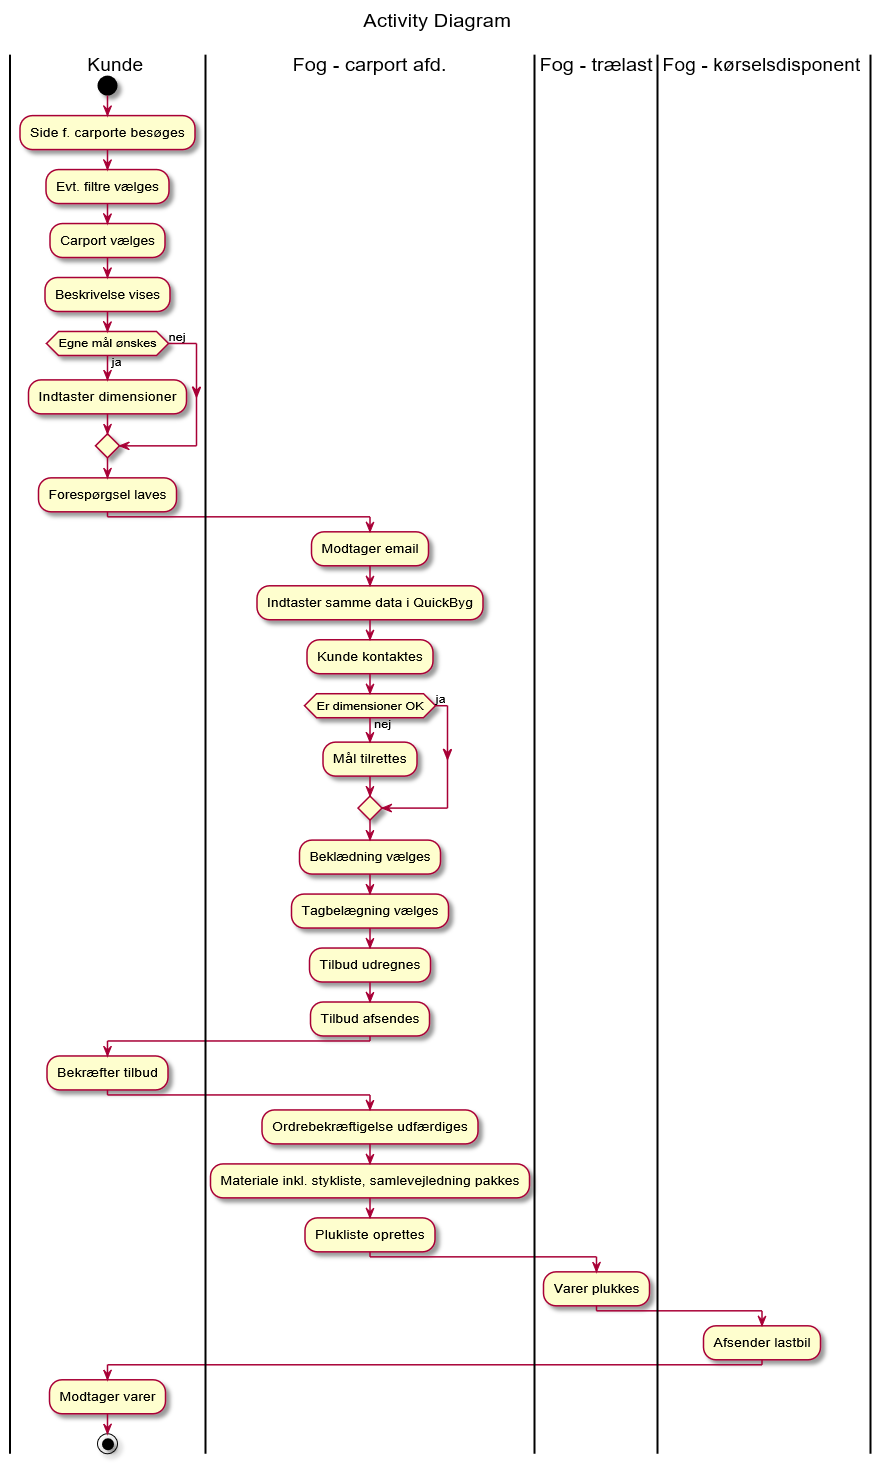 Activity Diagram
Kunde
Fog - carport afd.
Fog - trælast
Fog - kørselsdisponent
Side f. carporte besøges
Evt. filtre vælges
Carport vælges
Beskrivelse vises
Egne mål ønskes
nej
ja
Indtaster dimensioner
Forespørgsel laves
Modtager email
Indtaster samme data i QuickByg
Kunde kontaktes
Er dimensioner OK
ja
nej
Mål tilrettes
Beklædning vælges
Tagbelægning vælges
Tilbud udregnes
Tilbud afsendes
Bekræfter tilbud
Ordrebekræftigelse udfærdiges
Materiale inkl. stykliste, samlevejledning pakkes
Plukliste oprettes
Varer plukkes
Afsender lastbil
Modtager varer